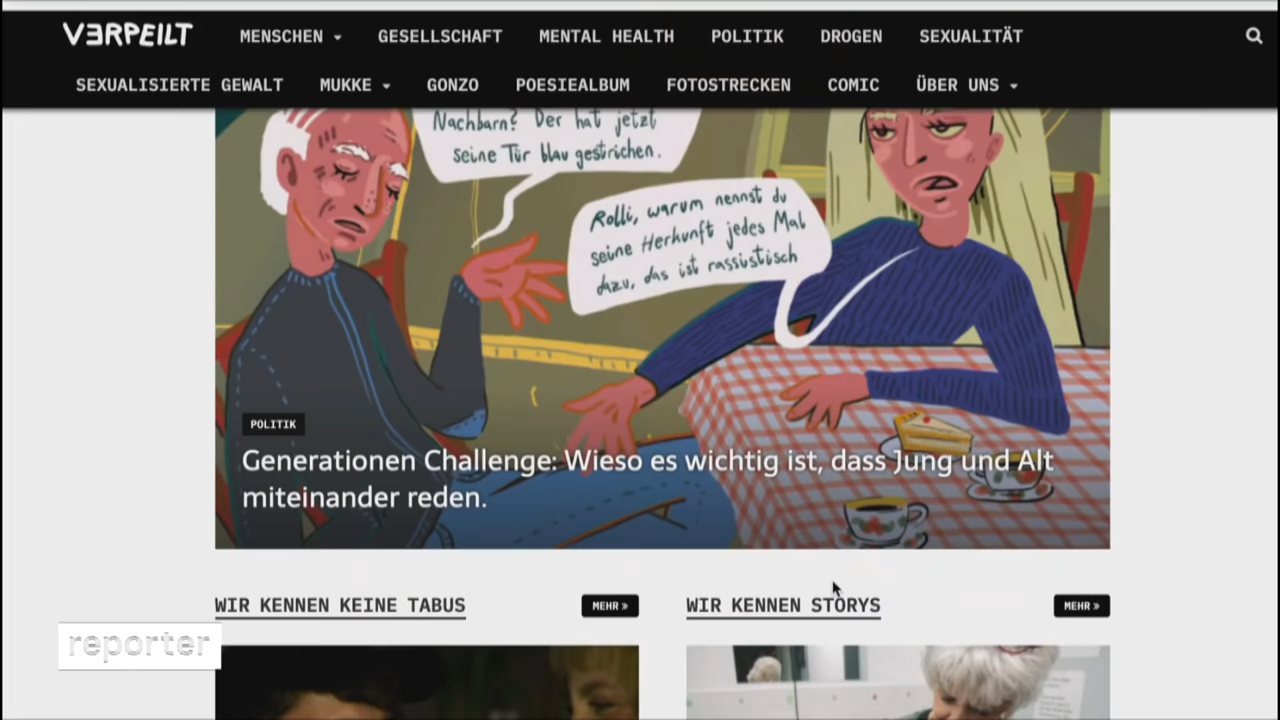 VERPEILT
MENSCHEN
GESELLSCHAFT
MENTAL HEALTH
POLITIK
DROGEN
SEXUALITÄT
SEXUALISIERTE GEWALT
MUKKE
GONZO
POESIEALBUM
FOTOSTRECKEN
COMIC
ÜBER UNS
Nachbarn? Der hat jetzt
seine Tür blau gestrichen.
Rolli, warum nennst du
seine Herkunft jedes Mal
dazu, das ist rassistisch
POLITIK
Generationen Challenge: Wieso es wichtig ist, dass Jung und Alt
miteinander reden.
WIR KENNEN KEINE TABUS
MEHR »
WIR KENNEN STORYS
MEHR »
reporter